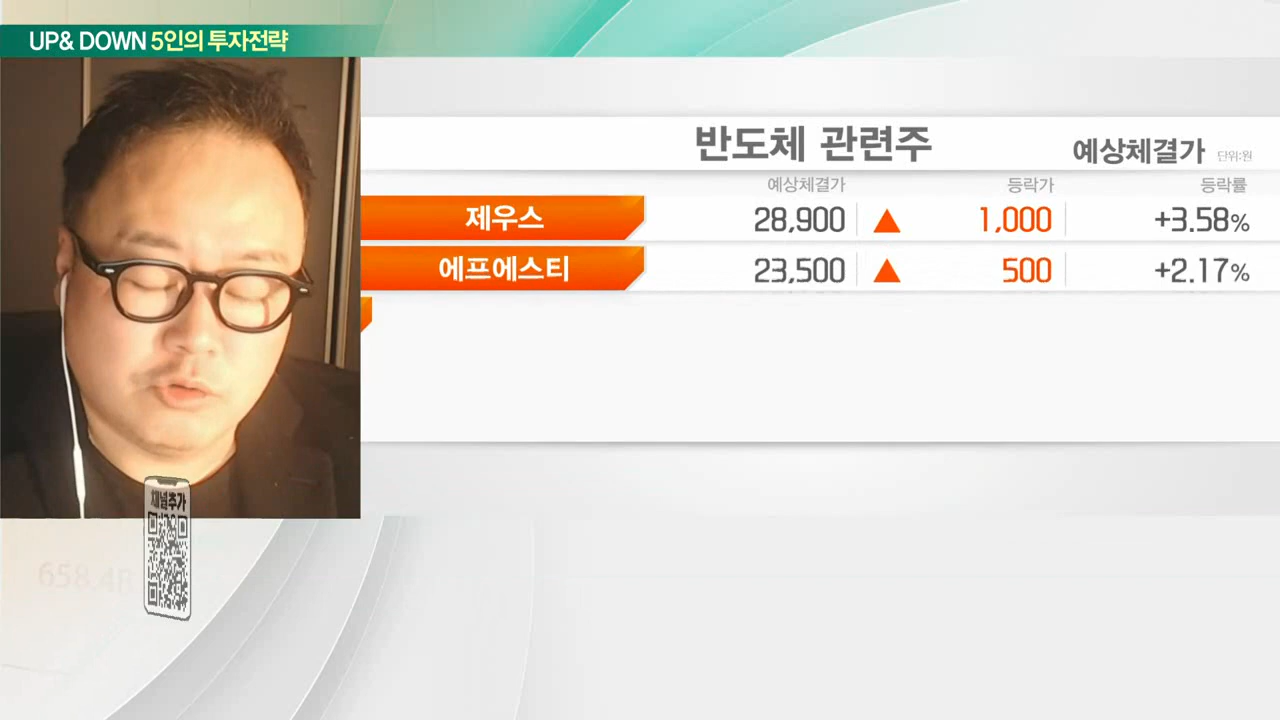 UP& DOWN 5인의 투자전략
반도체 관련주
예상체결가 단위:원
예상체결가 등락가 등락률
제우스 28,900 ▲ 1,000 +3.58%
에프에스티 23,500 ▲ 500 +2.17%
채널추가
658.48